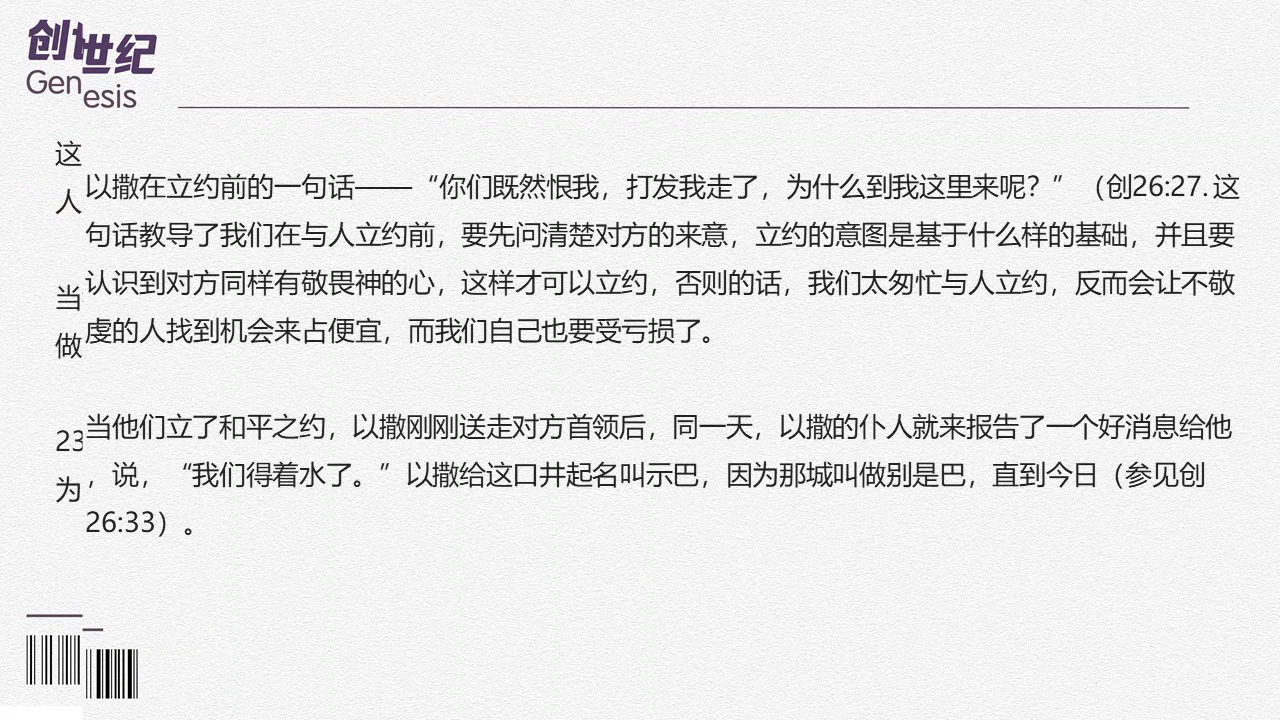 创世纪
Genesis
这
以撒在立约前的一句话——“你们既然恨我，打发我走了，为什么到我这里来呢？”（创26:27. 这
人
句话教导了我们在与人立约前，要先问清楚对方的来意，立约的意图是基于什么样的基础，并且要
认识到对方同样有敬畏神的心，这样才可以立约，否则的话，我们太匆忙与人立约，反而会让不敬
当
虔的人找到机会来占便宜，而我们自己也要受亏损了。
做
当他们立了和平之约，以撒刚刚送走对方首领后，同一天，以撒的仆人就来报告了一个好消息给他
23
，说，“我们得着水了。”以撒给这口井起名叫示巴，因为那城叫做别是巴，直到今日（参见创
为
26:33）。